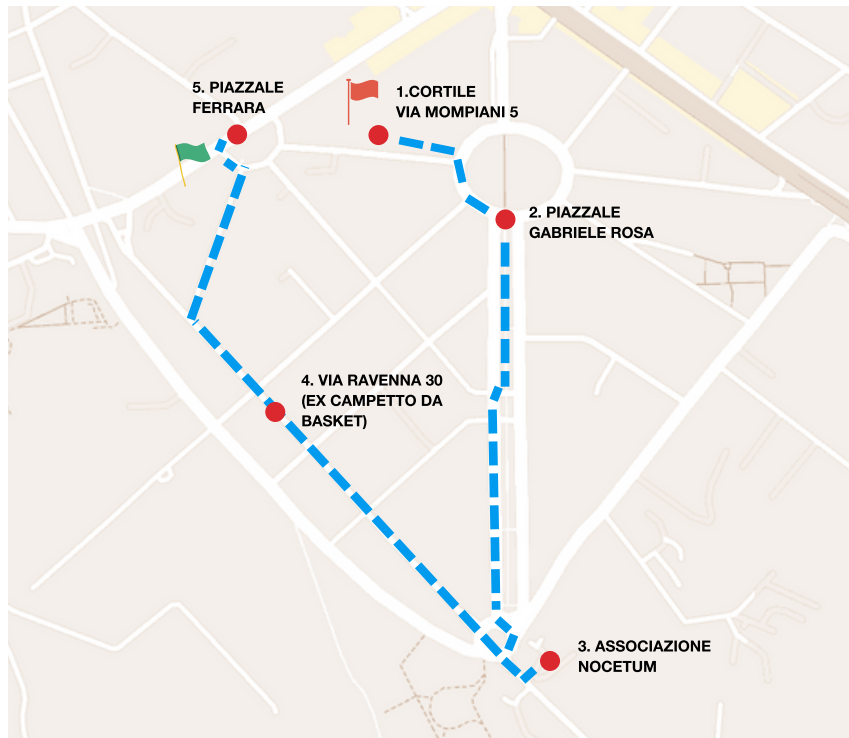 5. PIAZZALE
FERRARA
1.CORTILE
VIA MOMPIANI 5
2. PIAZZALE
GABRIELE ROSA
4. VIA RAVENNA 30
(EX CAMPETTO DA
BASKET)
3. ASSOCIAZIONE
NOCETUM